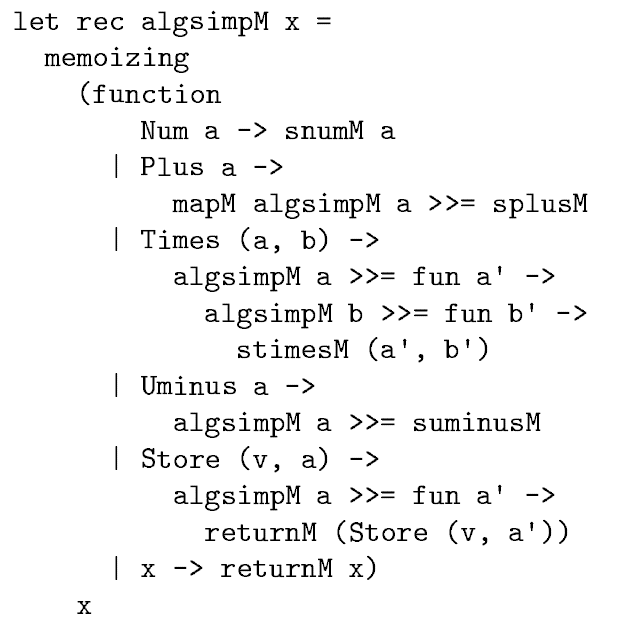 let rec algsimpM x =
  memoizing
    (function
        Num a -> snumM a
      | Plus a ->
          mapM algsimpM a >>= splusM
      | Times (a, b) ->
          algsimpM a >>= fun a' ->
            algsimpM b >>= fun b' ->
              stimesM (a', b')
      | Uminus a ->
          algsimpM a >>= suminusM
      | Store (v, a) ->
          algsimpM a >>= fun a' ->
            returnM (Store (v, a'))
      | x -> returnM x)
    x